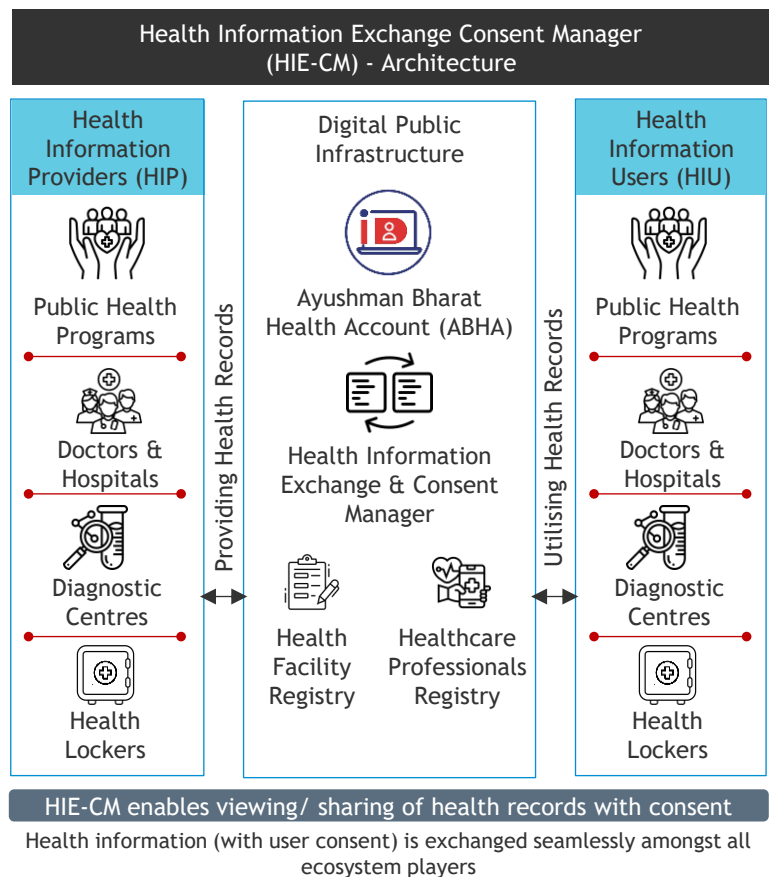 Health Information Exchange Consent Manager
(HIE-CM) - Architecture
Health
Information
Providers (HIP)
Public Health
Programs
Doctors &
Hospitals
Diagnostic
Centres
Health
Lockers
Providing Health Records
Digital Public
Infrastructure
iD
Ayushman Bharat
Health Account (ABHA)
Health Information
Exchange & Consent
Manager
Health
Facility
Registry
Healthcare
Professionals
Registry
Utilising Health Records
Health
Information
Users (HIU)
Public Health
Programs
Doctors &
Hospitals
Diagnostic
Centres
Health
Lockers
HIE-CM enables viewing/ sharing of health records with consent
Health information (with user consent) is exchanged seamlessly amongst all
ecosystem players